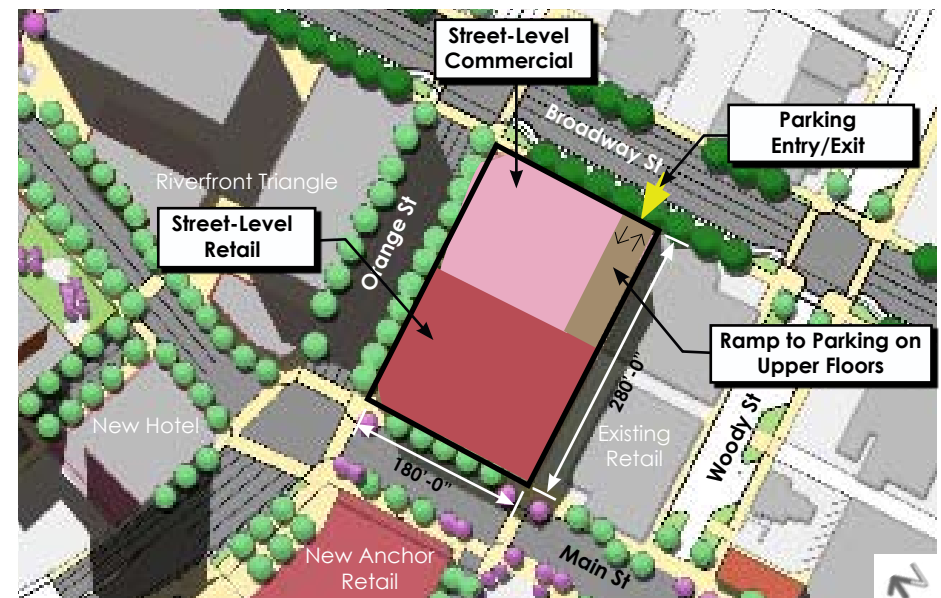 Street-Level
Commercial
Broadway St
Parking
Entry/Exit
Riverfront Triangle
Street-Level
Retail
Orange St
Ramp to Parking on
Upper Floors
280'-0"
New Hotel
Existing
Retail
Woody St
180'-0"
New Anchor
Retail
Main St
N